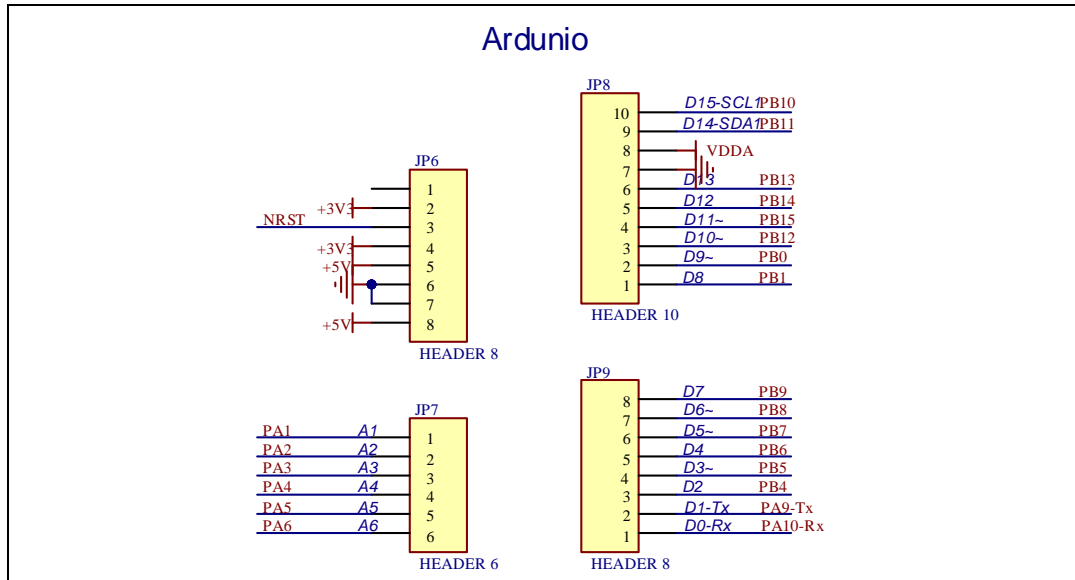 Ardunio
JP6
1
+3V3 2
NRST 3
+3V3 4
+5V 5
6
7
+5V 8
HEADER 8
JP7
PA1 A1 1
PA2 A2 2
PA3 A3 3
PA4 A4 4
PA5 A5 5
PA6 A6 6
HEADER 6
JP8
10 D15-SCL1 PB10
9 D14-SDA1 PB11
8 VDDA
7
6 D13 PB13
5 D12 PB14
4 D11~ PB15
3 D10~ PB12
2 D9~ PB0
1 D8 PB1
HEADER 10
JP9
8 D7 PB9
7 D6~ PB8
6 D5~ PB7
5 D4 PB6
4 D3~ PB5
3 D2 PB4
2 D1-Tx PA9-Tx
1 D0-Rx PA10-Rx
HEADER 8